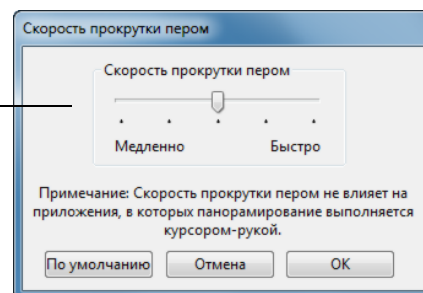 Скорость прокрутки пером
Скорость прокрутки пером
Медленно Быстро
Примечание: Скорость прокрутки пером не влияет на
приложения, в которых панорамирование выполняется
курсором-рукой.
По умолчанию Отмена ОК